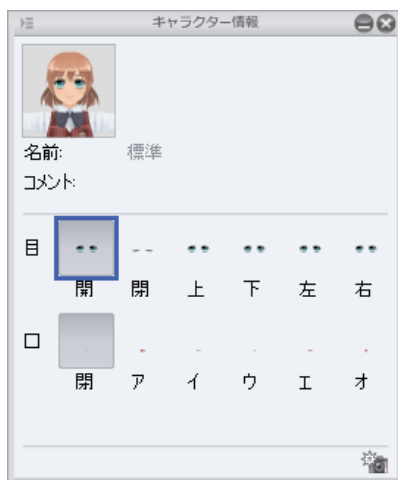 キャラクター情報
名前: 標準
コメント:
目
開 閉 上 下 左 右
口
閉 ア イ ウ エ オ